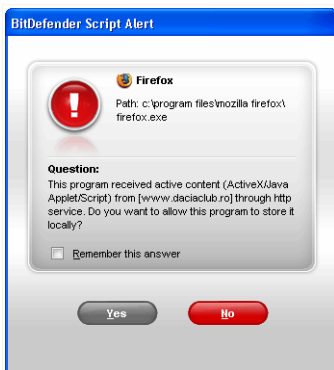 BitDefender Script Alert
Firefox
Path: c:\program files\mozilla firefox\
firefox.exe
Question:
This program received active content (ActiveX/Java
Applet/Script) from [www.daciaclub.ro] through http
service. Do you want to allow this program to store it
locally?
Remember this answer
Yes
No